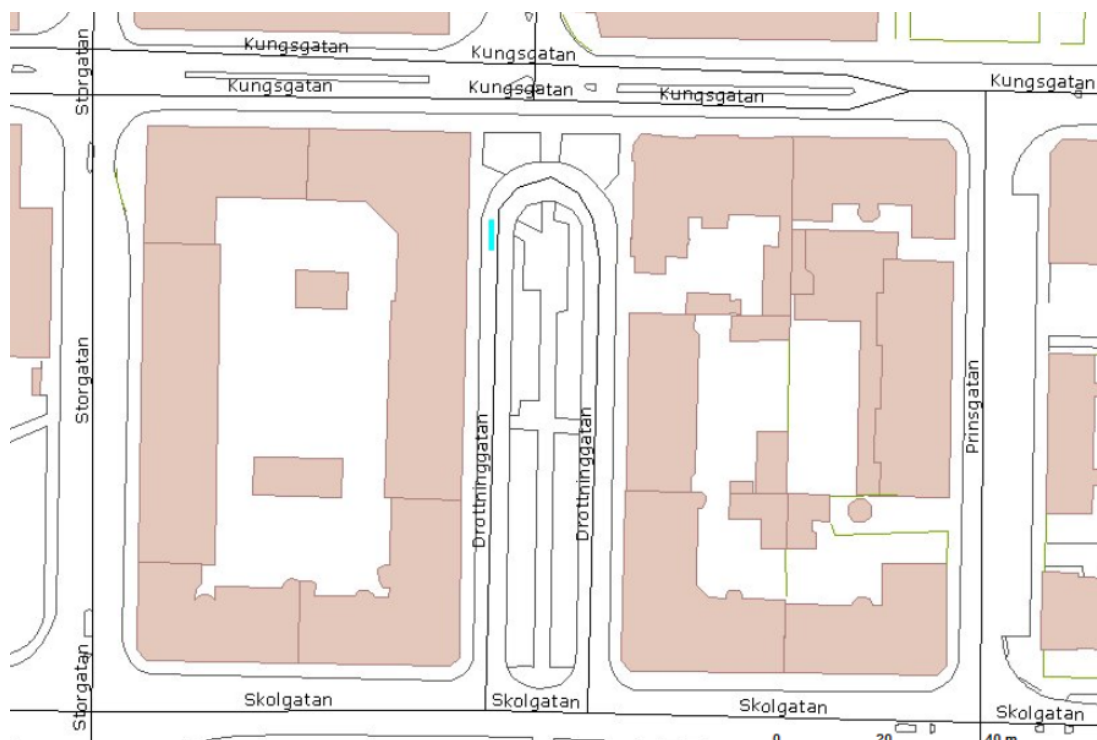 Kungsgatan
Kungsgatan
Kungsgatan
Kungsgatan
Kungsgatan
Kungsgatan
Storgatan
Storgatan
Storgatan
Drottninggatan
Drottninggatan
Prinsgatan
Skolgatan
Skolgatan
Skolgatan
Skolgatan
0 20 40 m